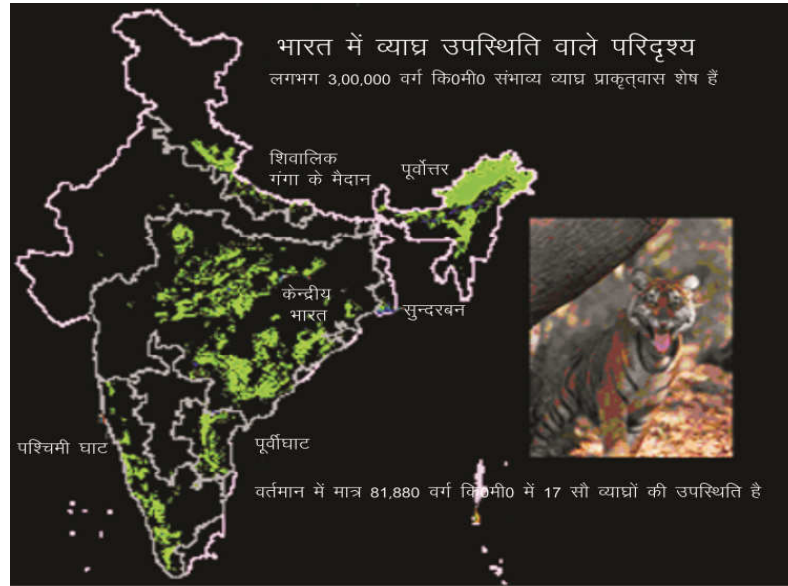 भारत में व्याघ्र उपस्थिति वाले परिदृश्य
लगभग 3,00,000 वर्ग कि0मी0 संभाव्य व्याघ्र प्राकृत्वास शेष हैं
शिवालिक
गंगा के मैदान
पूर्वोत्तर
केन्द्रीय
भारत
सुन्दरबन
पश्चिमी घाट
पूर्वीघाट
वर्तमान में मात्र 81,880 वर्ग कि0मी0 में 17 सौ व्याघ्रों की उपस्थिति है